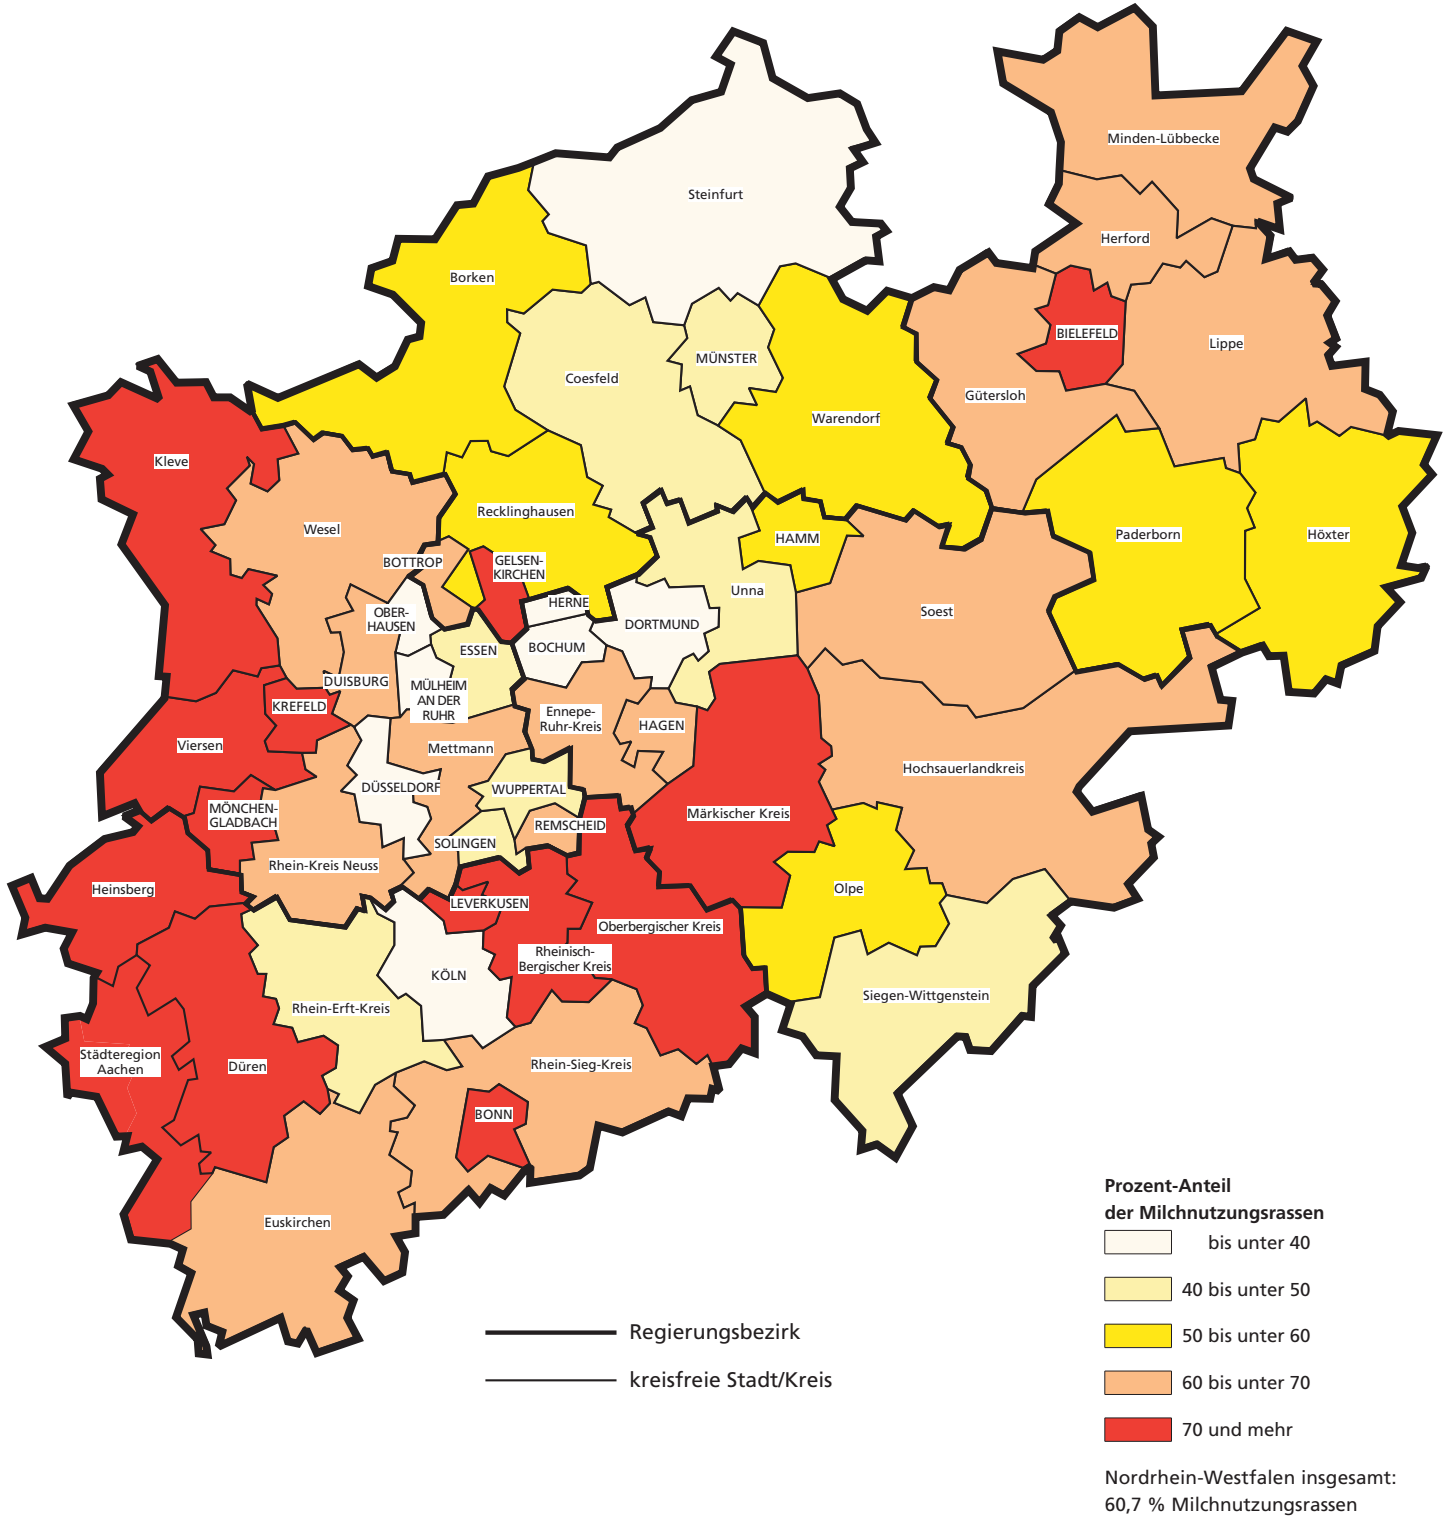 Minden-Lübbecke
Steinfurt
Herford
Borken
BIELEFELD
Lippe
MÜNSTER
Coesfeld
Gütersloh
Warendorf
Kleve
Recklinghausen
Wesel
HAMM
Paderborn
Höxter
BOTTROP
GELSEN-
KIRCHEN
Unna
HERNE
Soest
OBER-
HAUSEN
DORTMUND
ESSEN
BOCHUM
DUISBURG
MÜLHEIM
AN DER
RUHR
KREFELD
Ennepe-
Ruhr-Kreis
HAGEN
Viersen
Mettmann
Hochsauerlandkreis
DÜSSELDORF
WUPPERTAL
MÖNCHEN-
GLADBACH
Märkischer Kreis
REMSCHEID
SOLINGEN
Rhein-Kreis Neuss
Heinsberg
Olpe
LEVERKUSEN
Oberbergischer Kreis
Rheinisch-
Bergischer Kreis
KÖLN
Siegen-Wittgenstein
Rhein-Erft-Kreis
Städteregion
Aachen
Düren
Rhein-Sieg-Kreis
BONN
Euskirchen
Prozent-Anteil
der Milchnutzungsrassen
bis unter 40
40 bis unter 50
50 bis unter 60
60 bis unter 70
70 und mehr
Regierungsbezirk
kreisfreie Stadt/Kreis
Nordrhein-Westfalen insgesamt:
60,7 % Milchnutzungsrassen